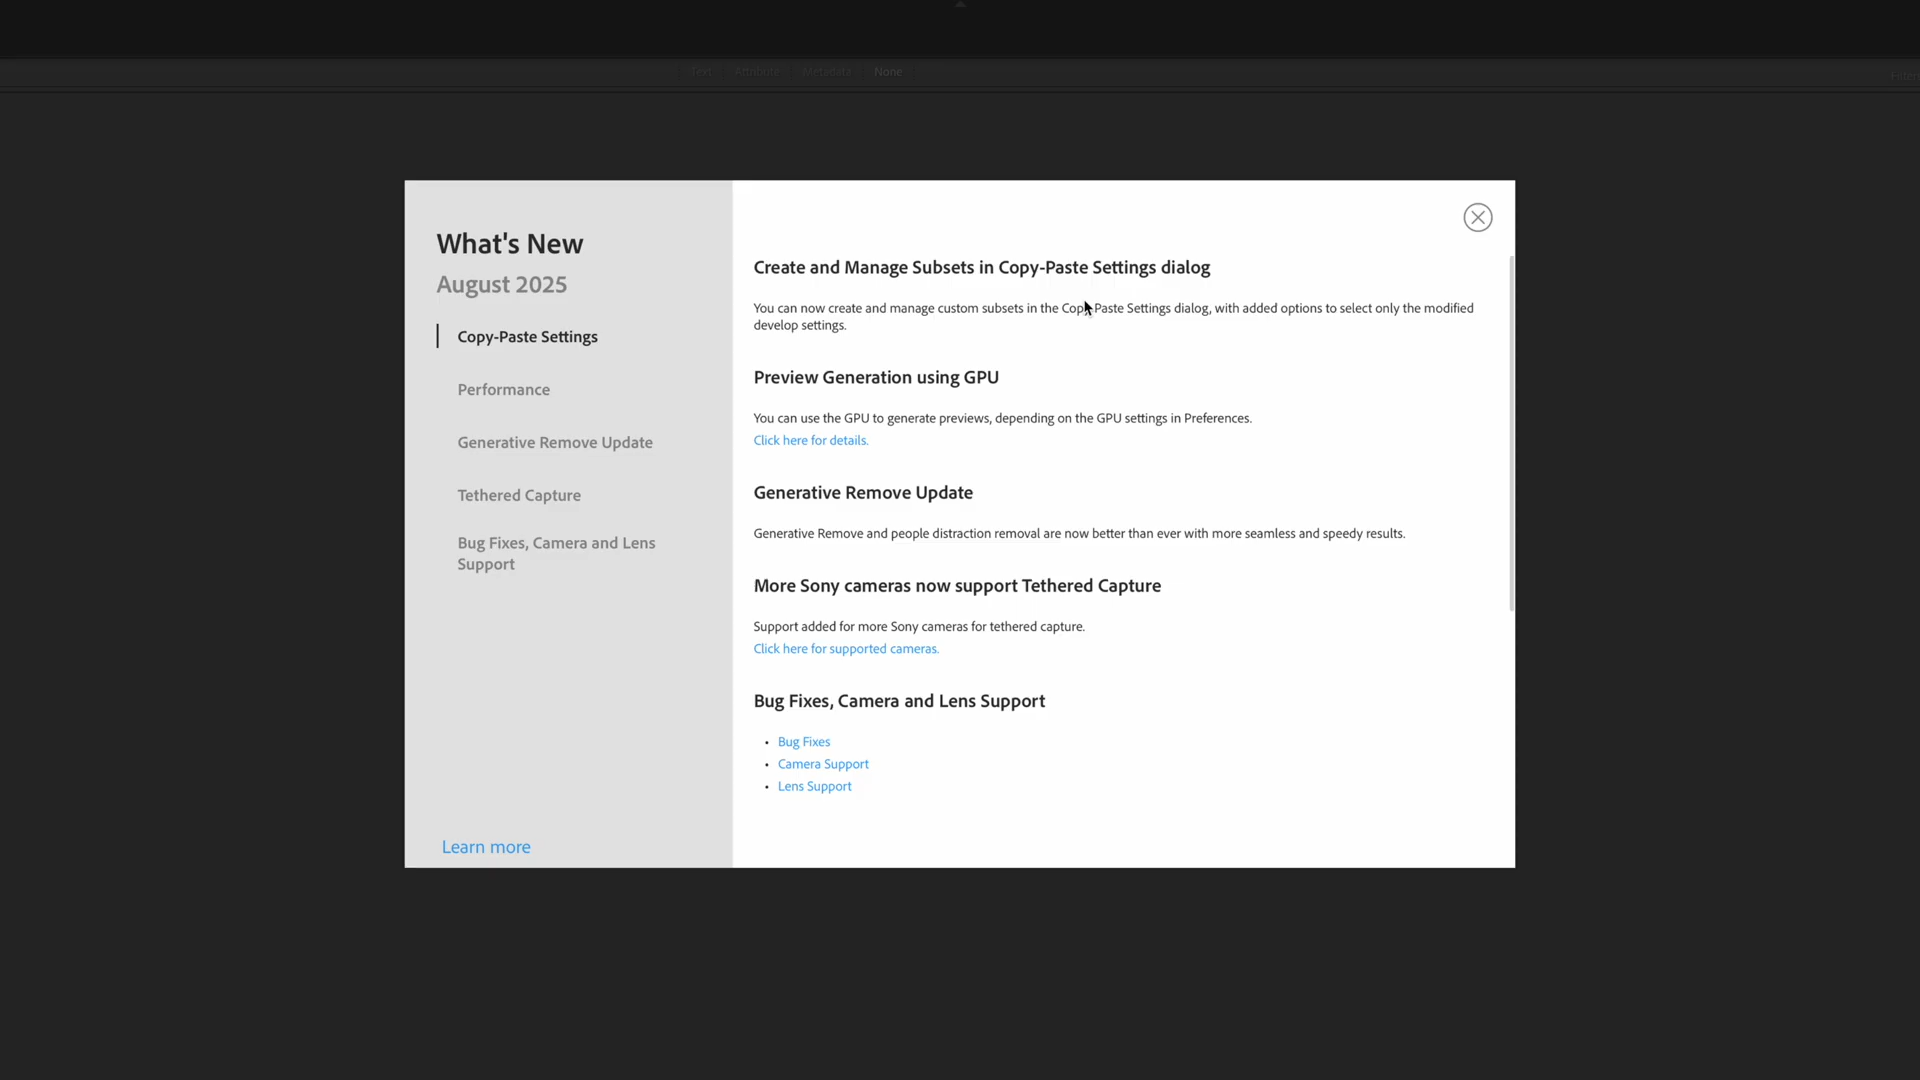 Text Attribute Metadata None
Filters
What's New
August 2025
Copy-Paste Settings
Performance
Generative Remove Update
Tethered Capture
Bug Fixes, Camera and Lens
Support
Learn more
Create and Manage Subsets in Copy-Paste Settings dialog
You can now create and manage custom subsets in the Copy-Paste Settings dialog, with added options to select only the modified
develop settings.
Preview Generation using GPU
You can use the GPU to generate previews, depending on the GPU settings in Preferences.
Click here for details.
Generative Remove Update
Generative Remove and people distraction removal are now better than ever with more seamless and speedy results.
More Sony cameras now support Tethered Capture
Support added for more Sony cameras for tethered capture.
Click here for supported cameras.
Bug Fixes, Camera and Lens Support
• Bug Fixes
• Camera Support
• Lens Support